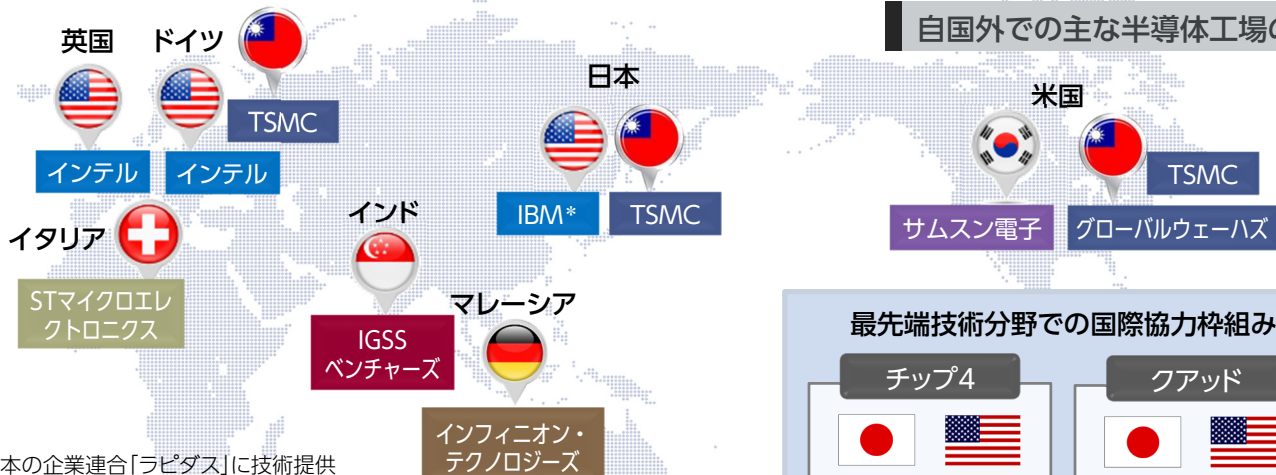 自国外での主な半導体工場の
英国
ドイツ
TSMC
インテル
インテル
イタリア
STマイクロエレ
クトロニクス
インド
IGSS
ベンチャーズ
マレーシア
インフィニオン・
テクノロジーズ
日本
IBM*
TSMC
米国
TSMC
サムスン電子
グローバルウェーハズ
最先端技術分野での国際協力枠組み
チップ4
クアッド
本の企業連合｢ラピダス｣に技術提供